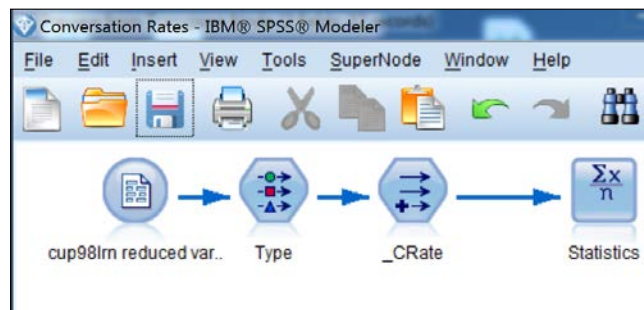 Conversation Rates - IBM® SPSS® Modeler
File Edit Insert View Tools SuperNode Window Help
Σx
n
cup98lrn reduced var.. Type _CRate Statistics